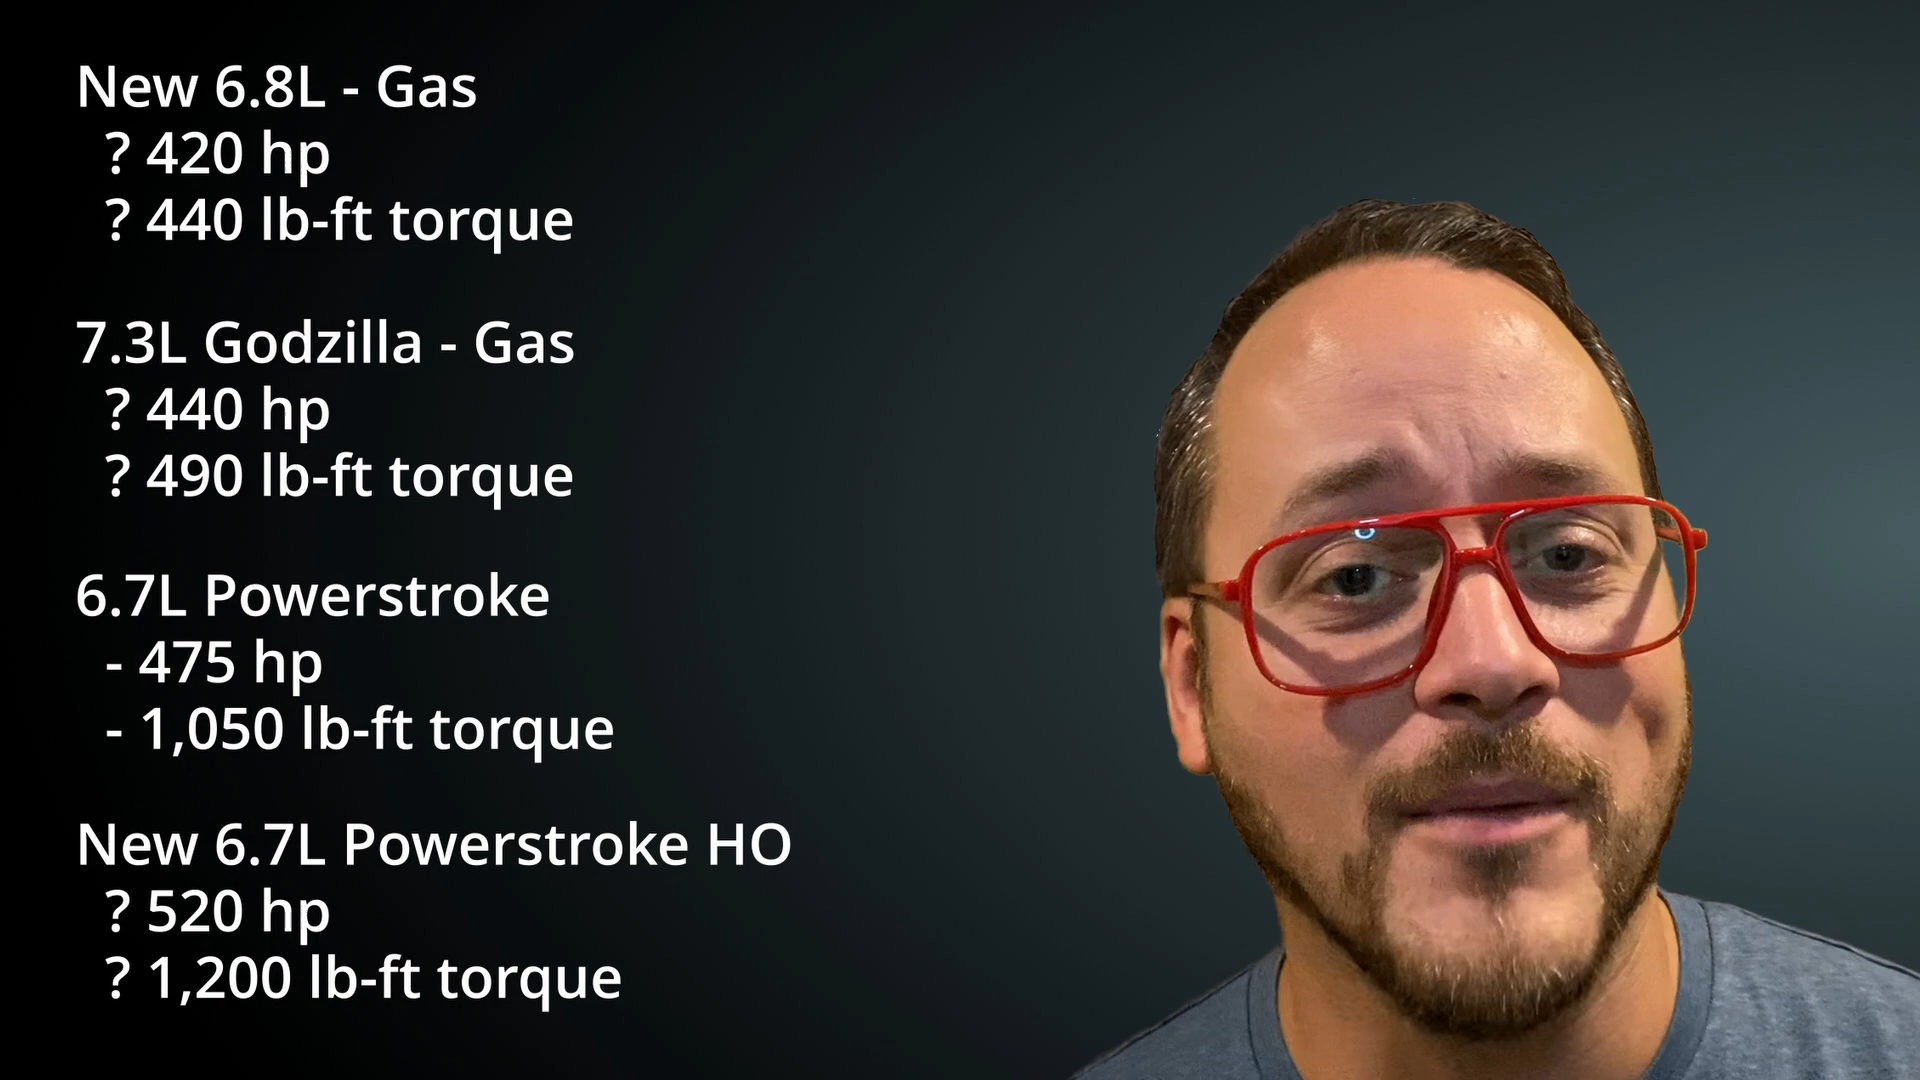 New 6.8L - Gas
? 420 hp
? 440 lb-ft torque
7.3L Godzilla - Gas
? 440 hp
? 490 lb-ft torque
6.7L Powerstroke
- 475 hp
- 1,050 lb-ft torque
New 6.7L Powerstroke HO
? 520 hp
? 1,200 lb-ft torque